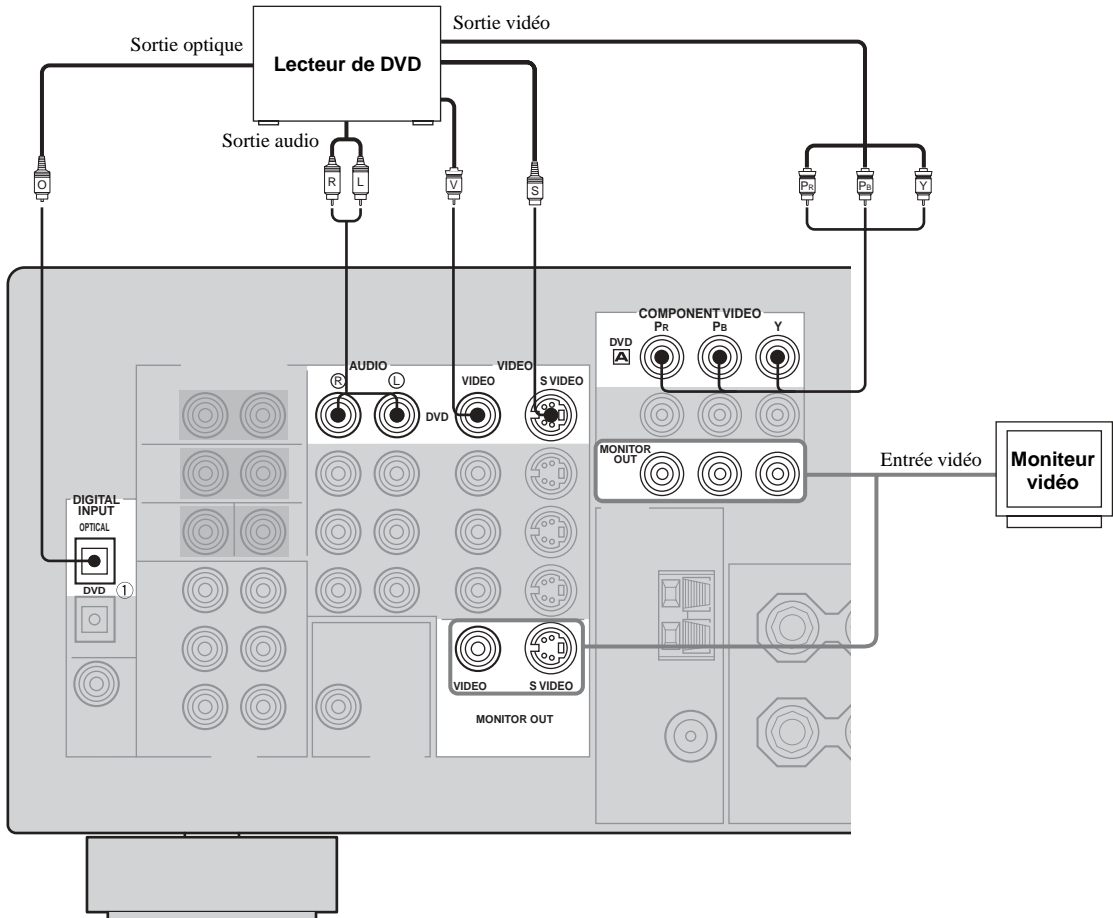 Sortie vidéo
Sortie optique
Lecteur de DVD
Sortie audio
O
R L
V
S
PR PB Y
COMPONENT VIDEO
PR PB Y
DVD
A
AUDIO
VIDEO
R L
VIDEO
S VIDEO
DVD
MONITOR
OUT
Entrée vidéo
Moniteur
vidéo
DIGITAL
INPUT
OPTICAL
DVD 1
VIDEO
S VIDEO
MONITOR OUT